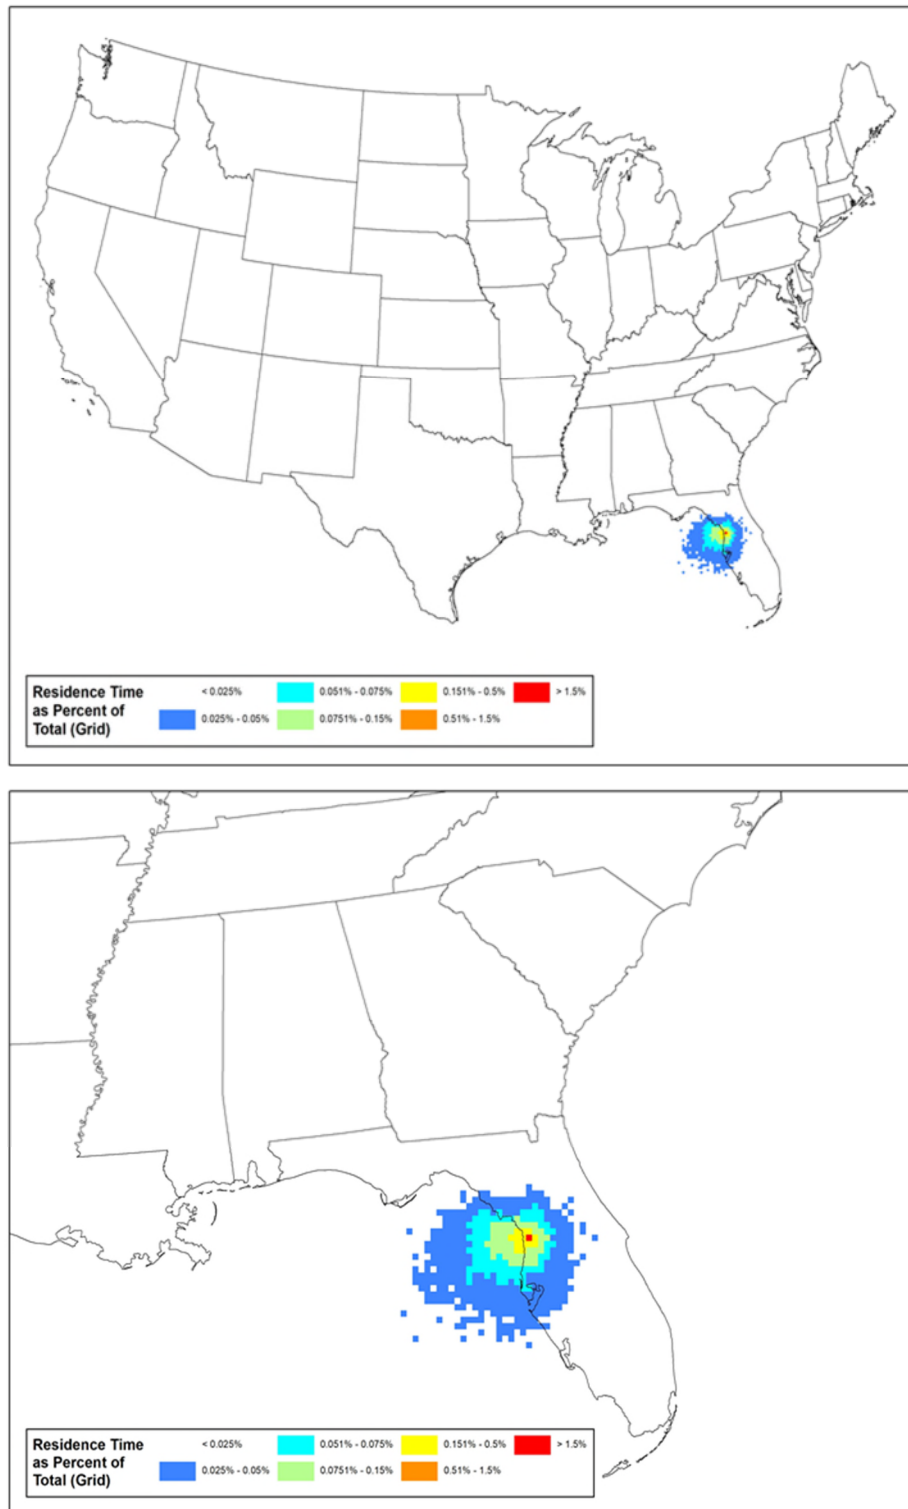 Residence Time
as Percent of
Total (Grid)
< 0.025%
0.051% - 0.075%
0.151% - 0.5%
> 1.5%
0.025% - 0.05%
0.0751% - 0.15%
0.51% - 1.5%
Residence Time
as Percent of
Total (Grid)
< 0.025%
0.051% - 0.075%
0.151% - 0.5%
> 1.5%
0.025% - 0.05%
0.0751% - 0.15%
0.51% - 1.5%